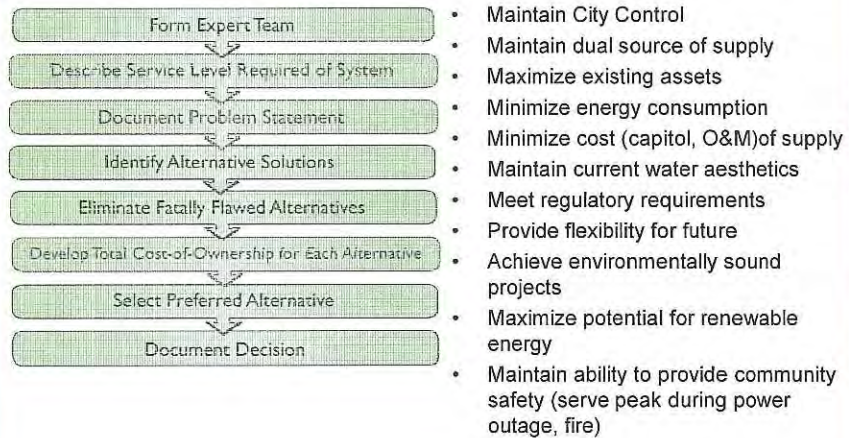 Form Expert Team
Describe Service Level Required of System
Document Problem Statement
Identify Alternative Solutions
Eliminate Fatally Flawed Alternatives
Develop Total Cost-of-Ownership for Each Alternative
Select Preferred Alternative
Document Decision
• Maintain City Control
• Maintain dual source of supply
• Maximize existing assets
• Minimize energy consumption
• Minimize cost (capitol, O&M)of supply
• Maintain current water aesthetics
• Meet regulatory requirements
• Provide flexibility for future
• Achieve environmentally sound
projects
• Maximize potential for renewable
energy
• Maintain ability to provide community
safety (serve peak during power
outage, fire)